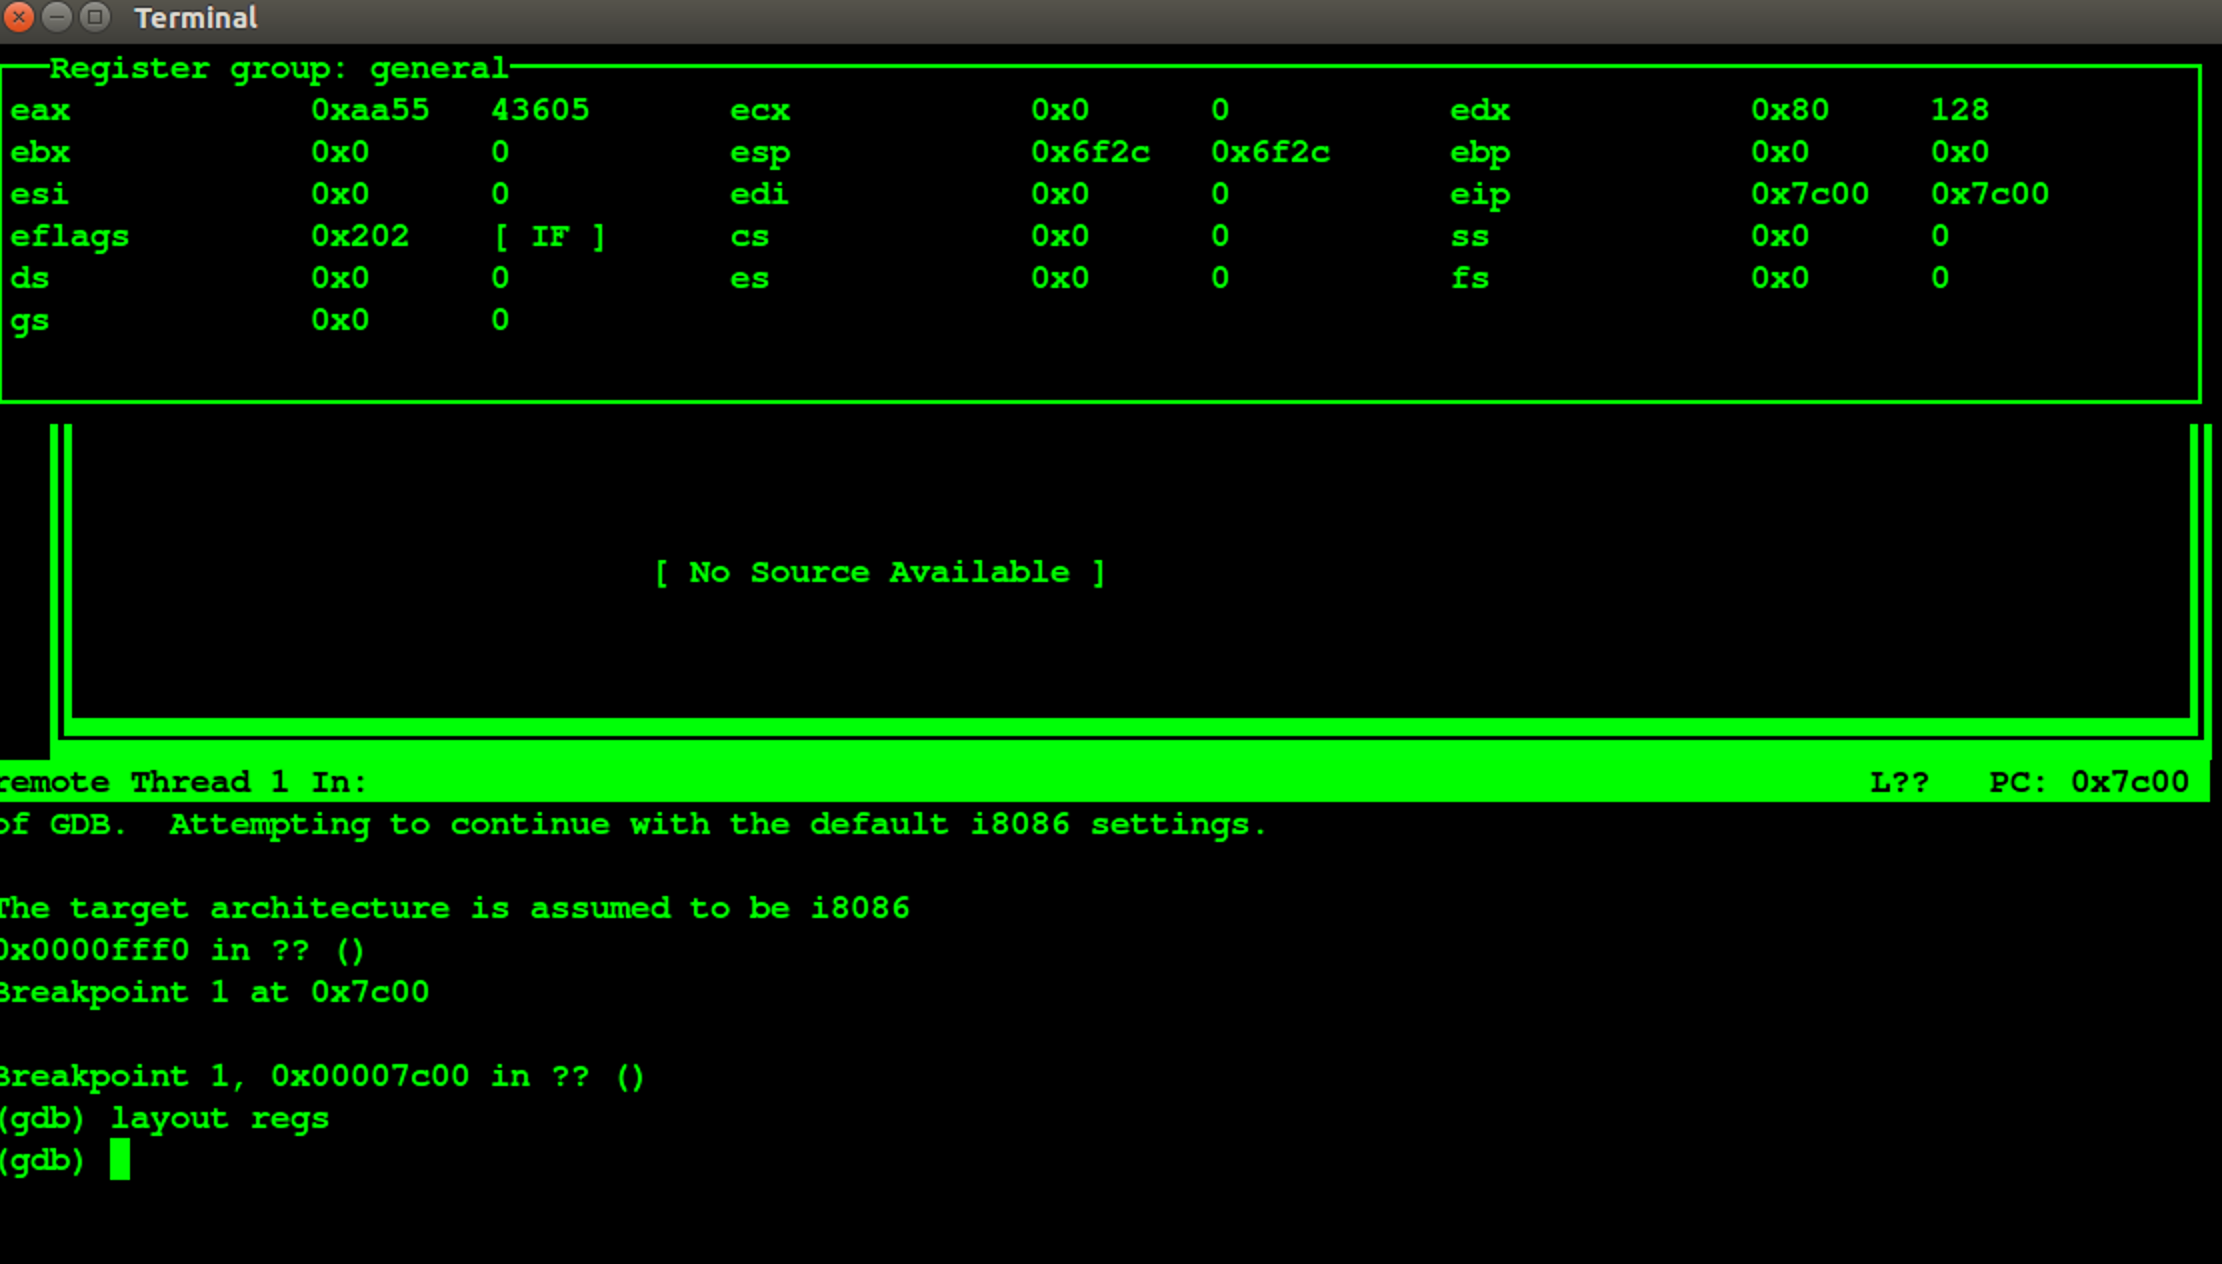 Terminal
Register group: general
eax 0xaa55 43605 ecx 0x0 0 edx 0x80 128
ebx 0x0 0 esp 0x6f2c 0x6f2c ebp 0x0 0x0
esi 0x0 0 edi 0x0 0 eip 0x7c00 0x7c00
eflags 0x202 [ IF ] cs 0x0 0 ss 0x0 0
ds 0x0 0 es 0x0 0 fs 0x0 0
gs 0x0 0
[ No Source Available ]
remote Thread 1 In: L?? PC: 0x7c00
of GDB. Attempting to continue with the default i8086 settings.
The target architecture is assumed to be i8086
0x0000fff0 in ?? ()
Breakpoint 1 at 0x7c00
Breakpoint 1, 0x00007c00 in ?? ()
(gdb) layout regs
(gdb)